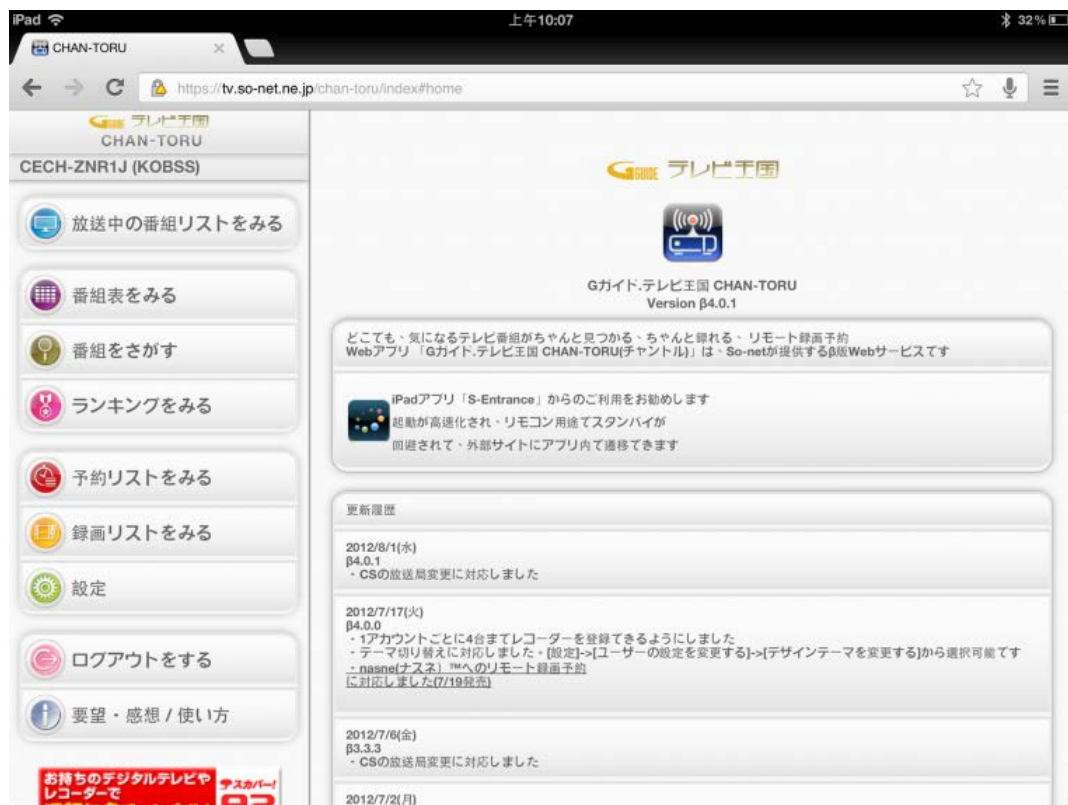 iPad
上午10:07
32%
CHAN-TORU
https://tv.so-net.ne.jp/chan-toru/index#home
GGUIDE テレビ王国
CHAN-TORU
CECH-ZNR1J (KOBSS)
放送中の番組リストをみる
番組表をみる
番組をさがす
ランキングをみる
予約リストをみる
録画リストをみる
設定
ログアウトをする
要望・感想 / 使い方
お持ちのデジタルテレビや
レコーダーで
デスカバー!
GGUIDE テレビ王国
Gガイド.テレビ王国 CHAN-TORU
Version β4.0.1
どこでも、気になるテレビ番組がちゃんと見つかる、ちゃんと録れる、リモート録画予約
Webアプリ 「Gガイド.テレビ王国 CHAN-TORU(チャントル)」は、So-netが提供するβ版Webサービスです
iPadアプリ「S-Entrance」からのご利用をお勧めします
起動が高速化され、リモコン用途でスタンバイが
回避されて、外部サイトにアプリ内で遷移できます
更新履歴
2012/8/1(水)
β4.0.1
・CSの放送局変更に対応しました
2012/7/17(火)
β4.0.0
・1アカウントごとに4台までレコーダーを登録できるようにしました
・テーマ切り替えに対応しました。[設定]->[ユーザーの設定を変更する]->[デザインテーマを変更する]から選択可能です
・nasne(ナスネ）™へのリモート録画予約
に対応しました(7/19発売)
2012/7/6(金)
β3.3.3
・CSの放送局変更に対応しました
2012/7/2(月)